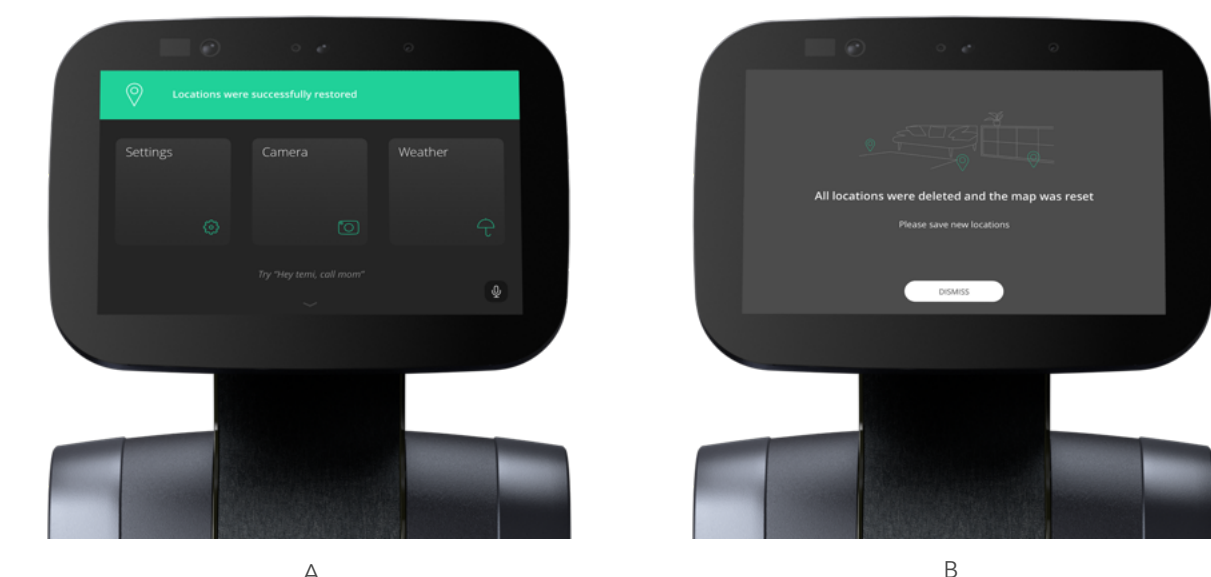 Locations were successfully restored
Settings
Camera
Weather
Try "Hey temi, call mom"
All locations were deleted and the map was reset
Please save new locations
DISMISS
A
B